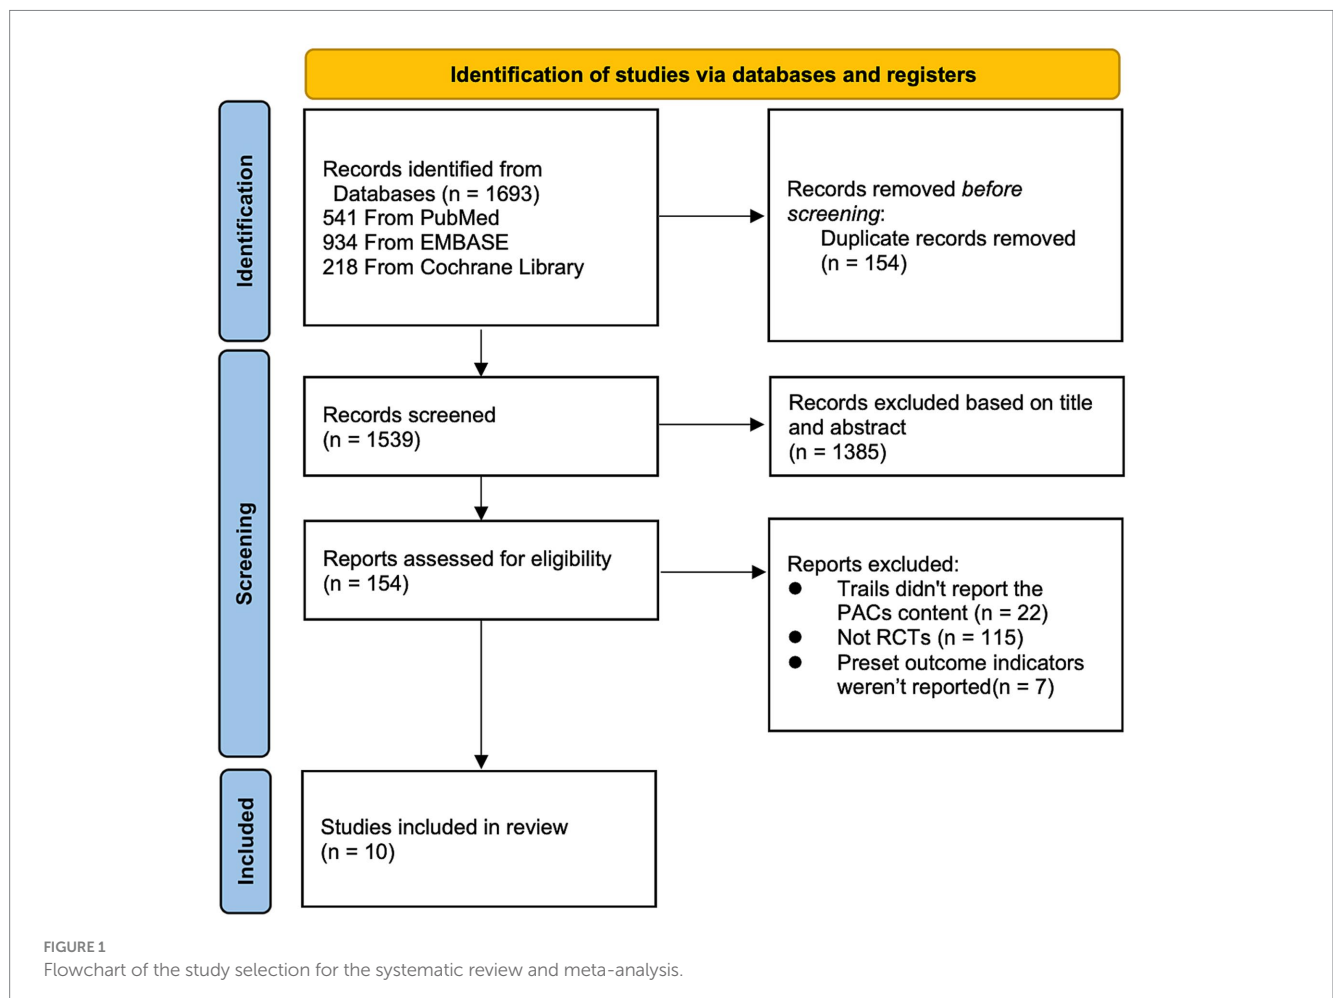 Identification of studies via databases and registers
Identification
Records identified from
Databases (n = 1693)
541 From PubMed
934 From EMBASE
218 From Cochrane Library
Records removed before
screening:
Duplicate records removed
(n = 154)
Screening
Records screened
(n = 1539)
Records excluded based on title
and abstract
(n = 1385)
Reports assessed for eligibility
(n = 154)
Reports excluded:
● Trails didn't report the
PACs content (n = 22)
● Not RCTs (n = 115)
● Preset outcome indicators
weren’t reported(n = 7)
Included
Studies included in review
(n = 10)
FIGURE 1
Flowchart of the study selection for the systematic review and meta-analysis.